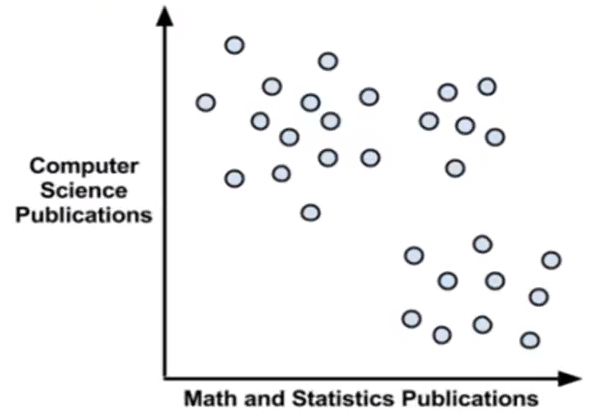 Computer
Science
Publications
Math and Statistics Publications